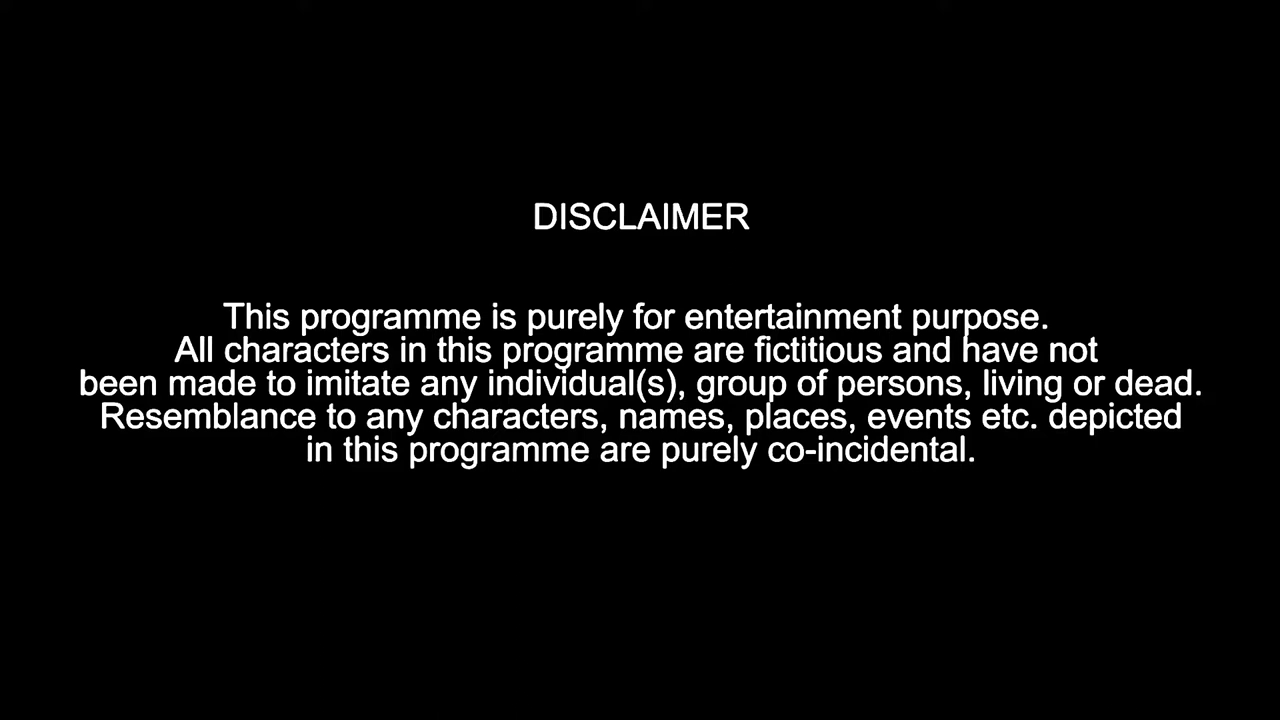 DISCLAIMER
This programme is purely for entertainment purpose.
All characters in this programme are fictitious and have not
been made to imitate any individual(s), group of persons, living or dead.
Resemblance to any characters, names, places, events etc. depicted
in this programme are purely co-incidental.